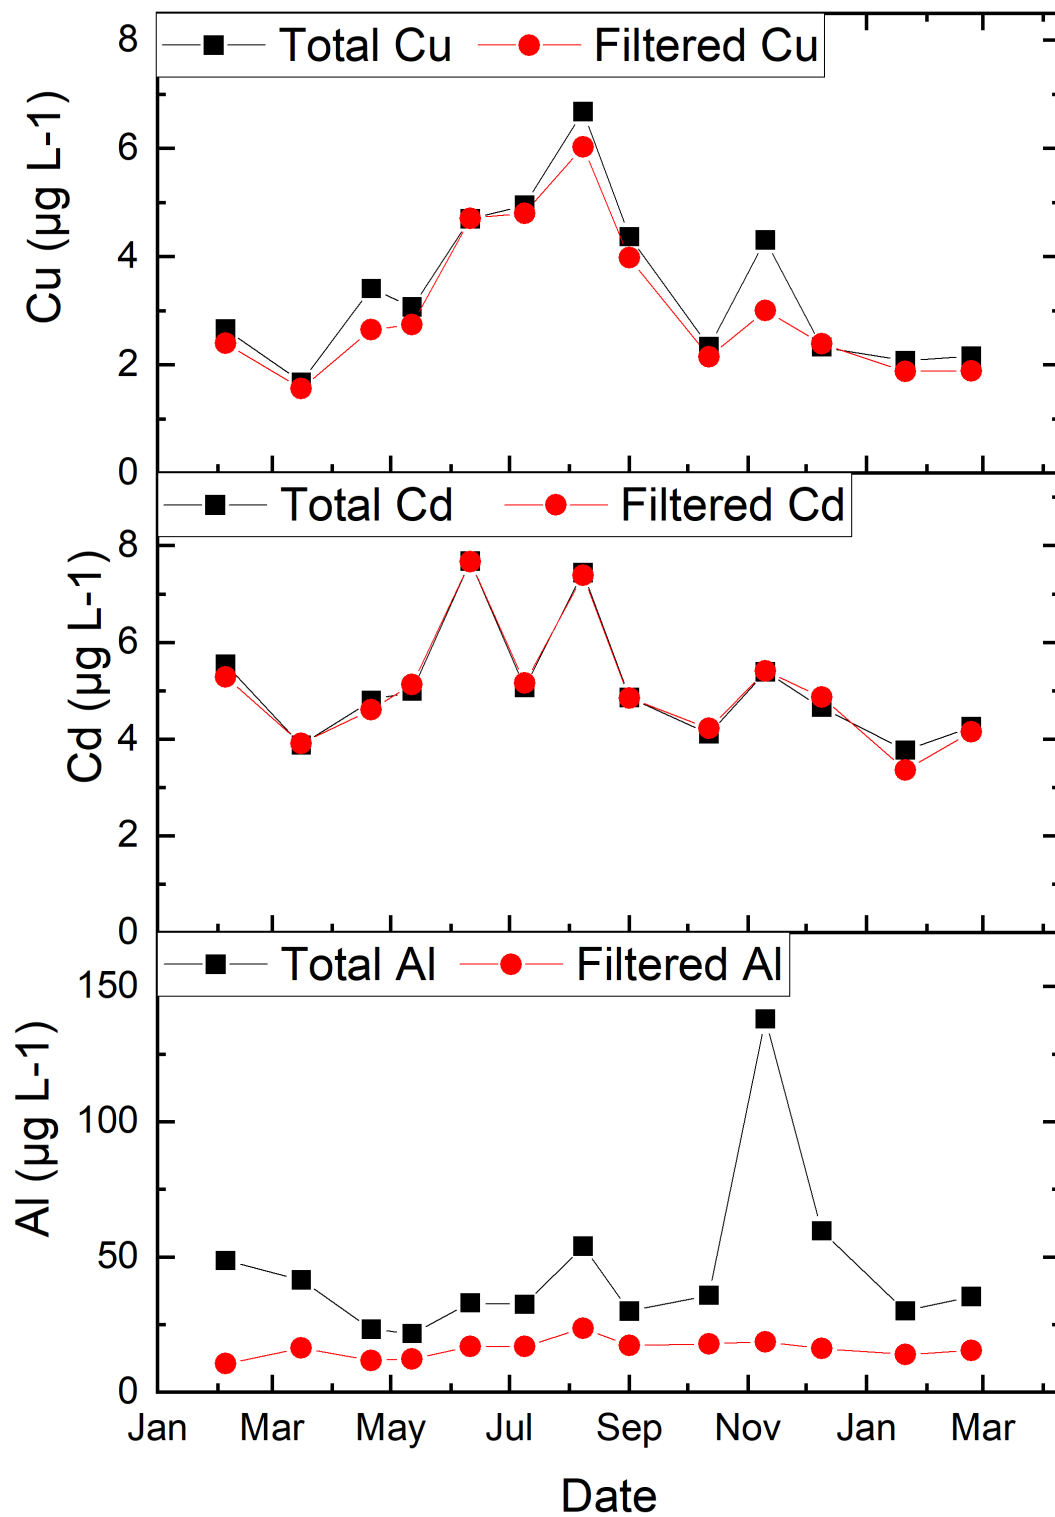 Total Cu Filtered Cu
8
6
4
2
0
Cu (µg L-1)
Total Cd Filtered Cd
8
6
4
2
0
Cd (µg L-1)
Total Al Filtered Al
150
100
50
0
Al (µg L-1)
Jan Mar May Jul Sep Nov Jan Mar
Date